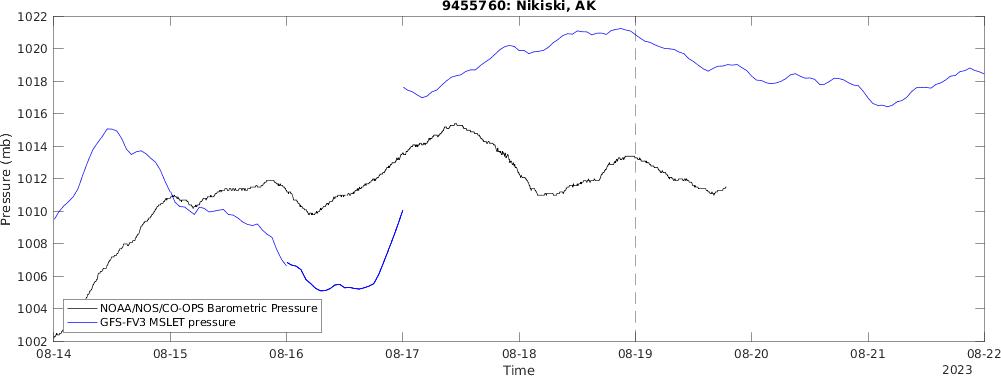 9455760: Nikiski, AK
Pressure (mb)
1022
1020
1018
1016
1014
1012
1010
1008
1006
1004
1002
NOAA/NOS/CO-OPS Barometric Pressure
GFS-FV3 MSLET pressure
08-14 08-15 08-16 08-17 08-18 08-19 08-20 08-21 08-22
Time
2023